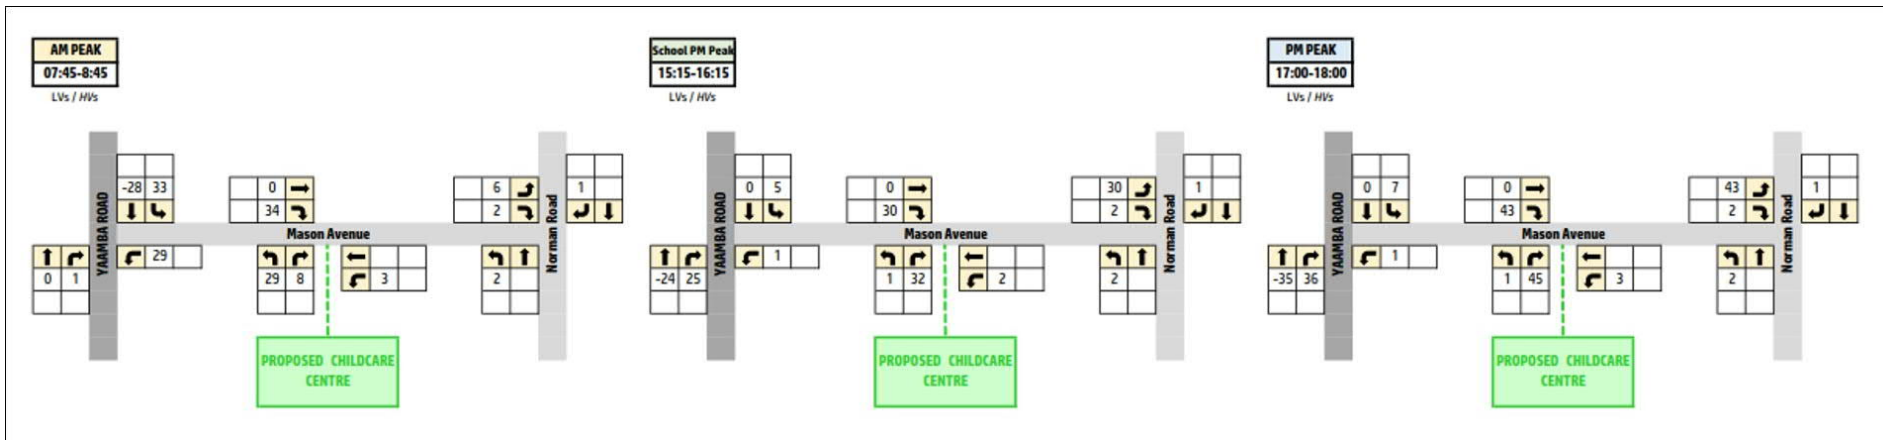 AM PEAK
07:45-8:45
LVs / HVs
-28 33
0
34
6
2
1
YAAMBA ROAD
Mason Avenue
Norman Road
0 1
29
29 8
3
2
PROPOSED CHILDCARE
CENTRE
School PM Peak
15:15-16:15
LVs / HVs
0 5
0
30
30
2
1
YAAMBA ROAD
Mason Avenue
Norman Road
-24 25
1
1 32
2
2
PROPOSED CHILDCARE
CENTRE
PM PEAK
17:00-18:00
LVs / HVs
0 7
0
43
43
2
1
YAAMBA ROAD
Mason Avenue
Norman Road
-35 36
1
1 45
3
2
PROPOSED CHILDCARE
CENTRE